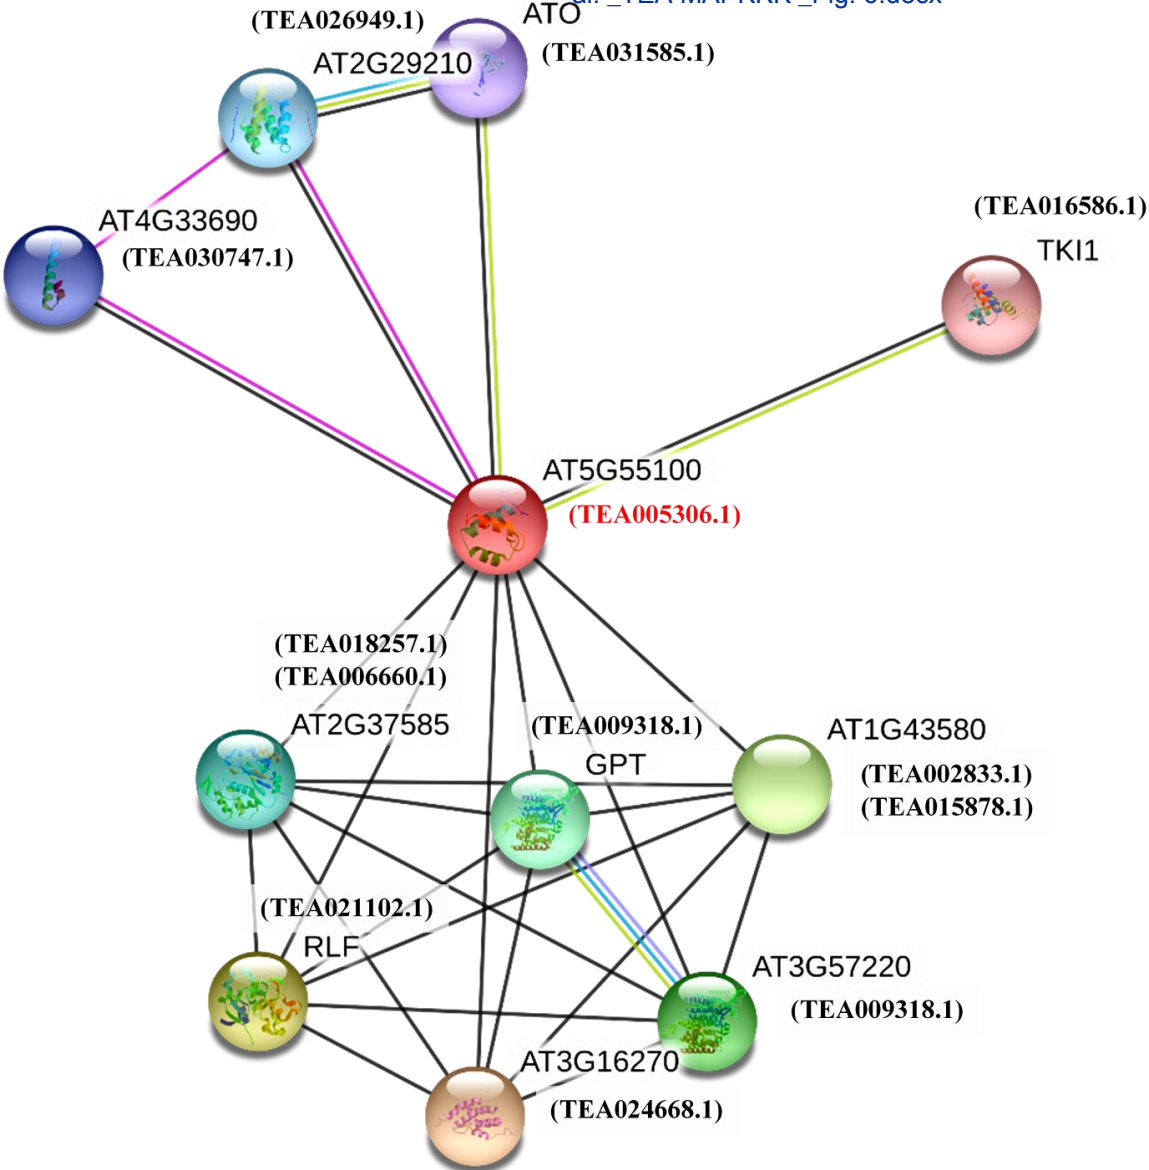 (TEA026949.1)
ATO
AT2G29210
(TEA031585.1)
AT4G33690
(TEA030747.1)
(TEA016586.1)
TKI1
AT5G55100
(TEA005306.1)
(TEA018257.1)
(TEA006660.1)
AT2G37585
(TEA009318.1)
GPT
AT1G43580
(TEA002833.1)
(TEA015878.1)
(TEA021102.1)
RLF
AT3G57220
(TEA009318.1)
AT3G16270
(TEA024668.1)